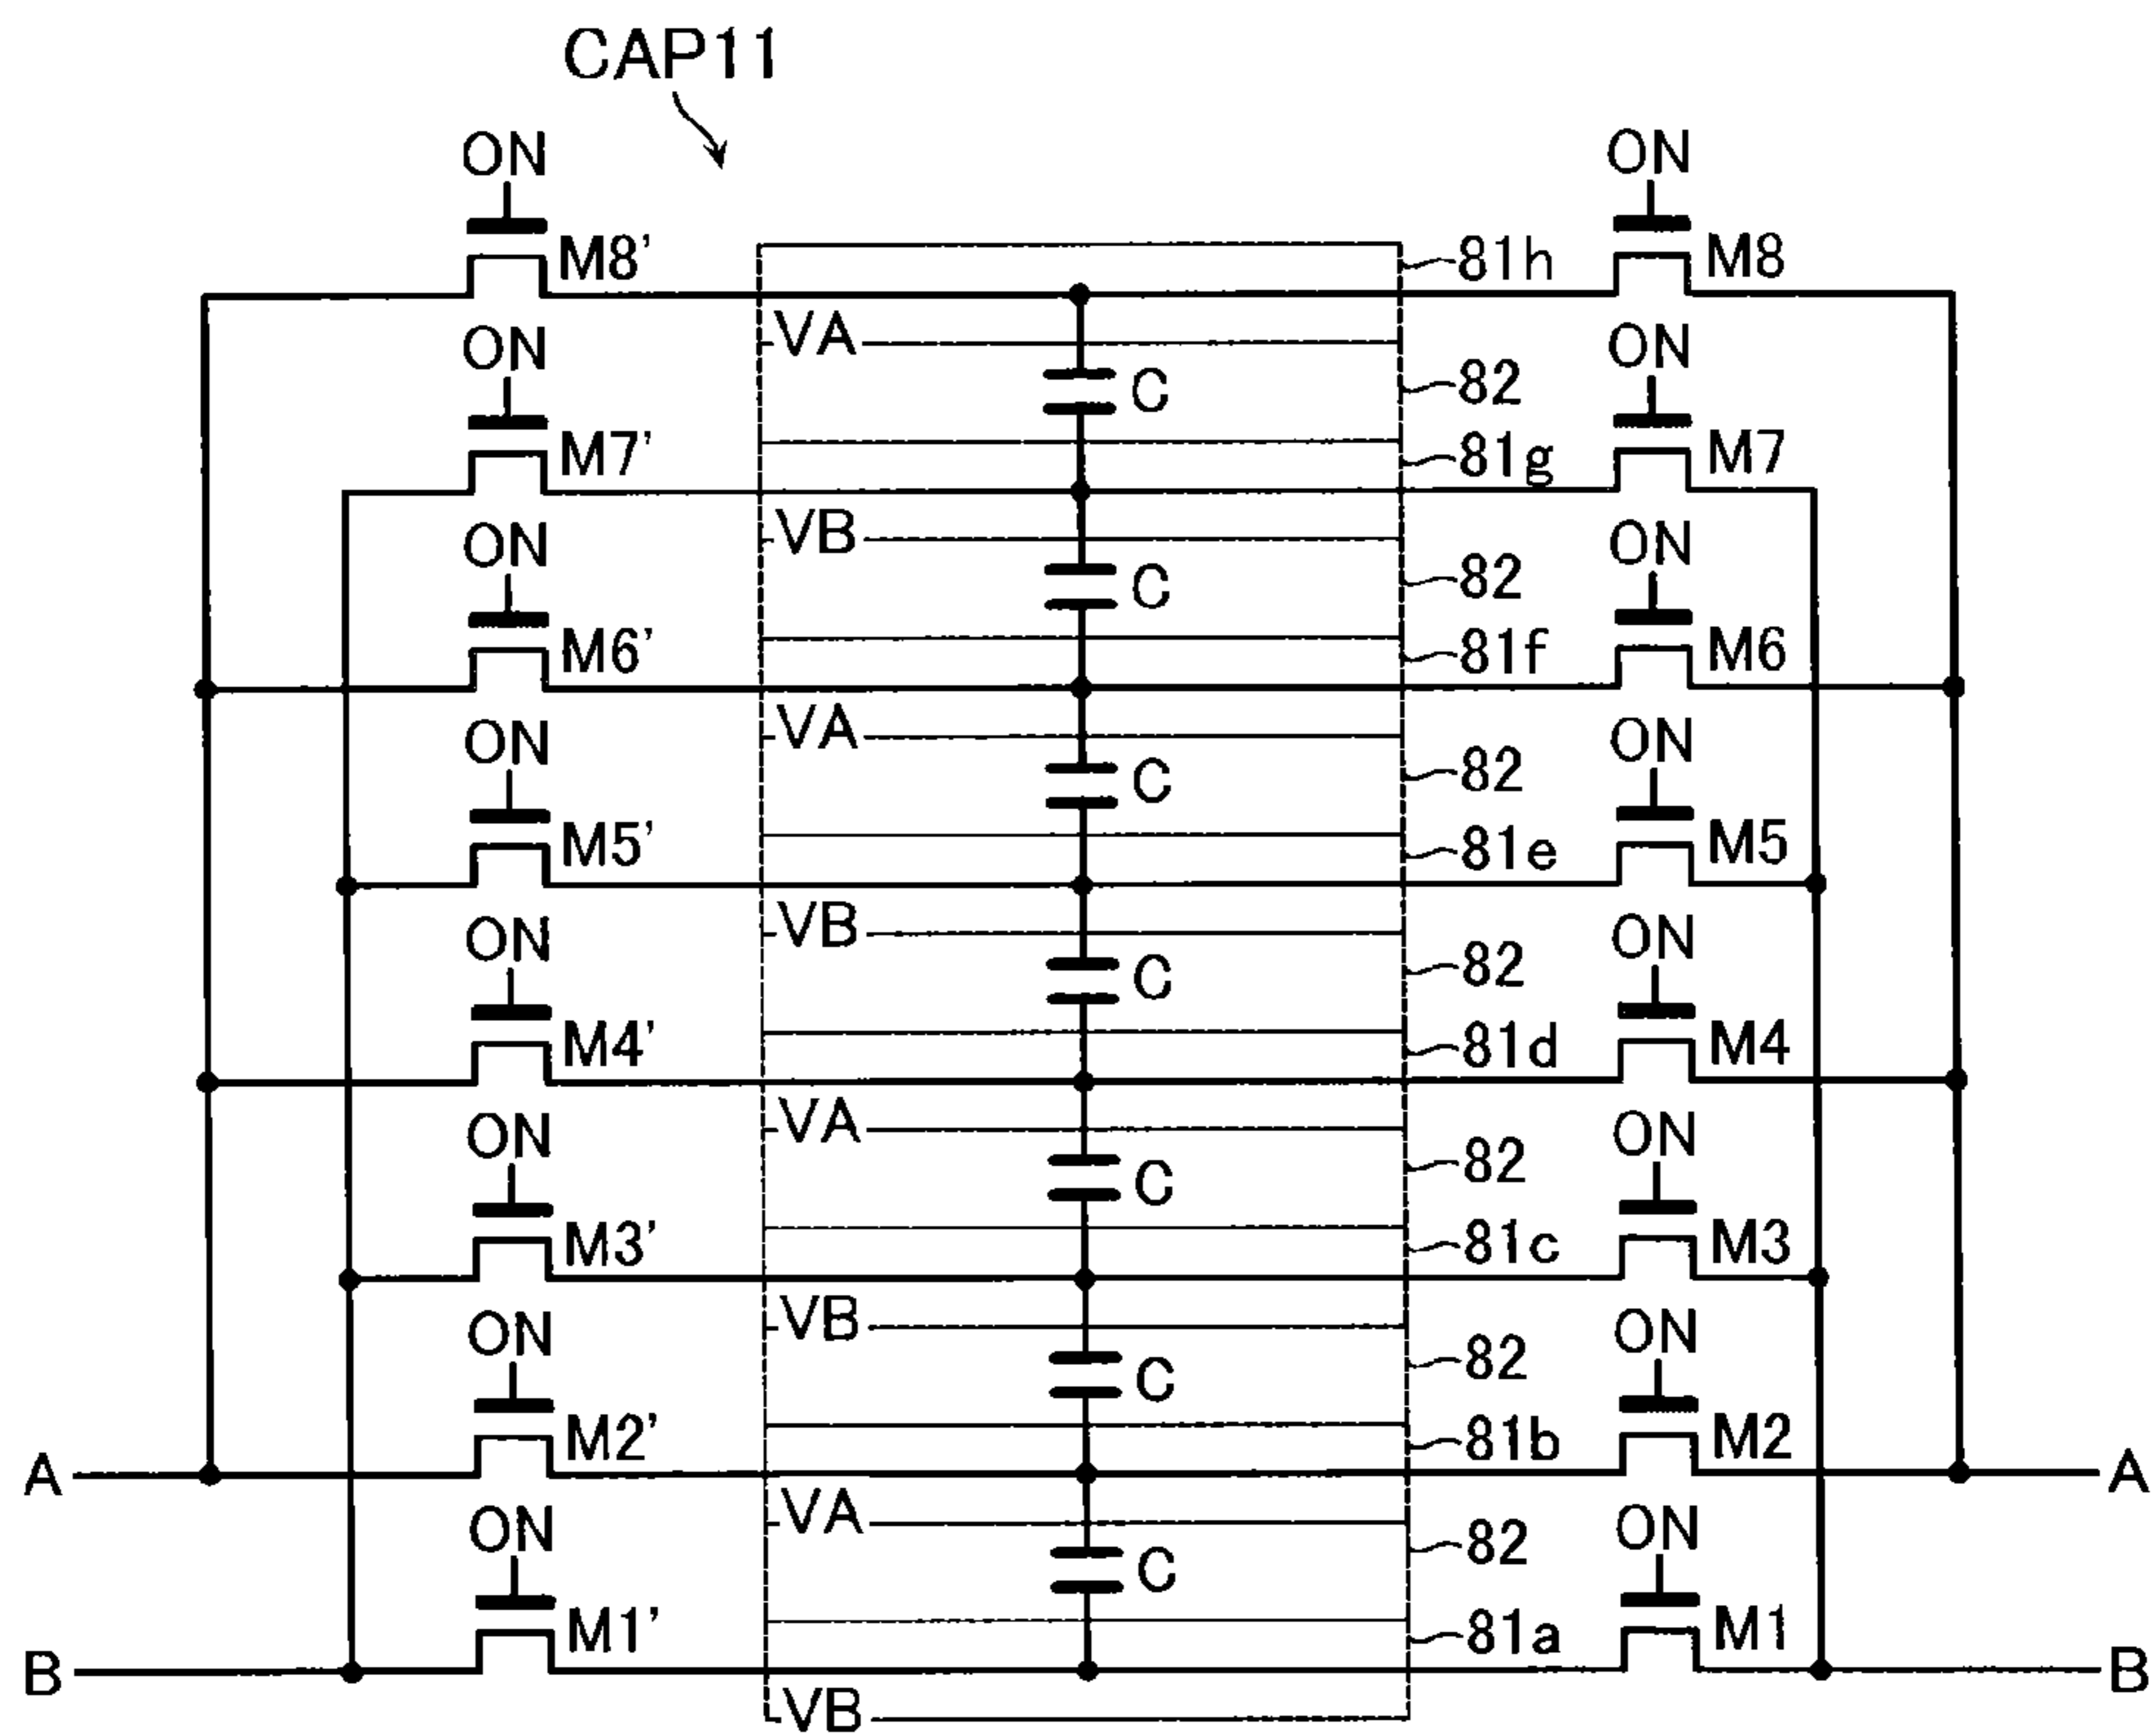 CAP11
ON ON
M8' 81h M8
VA
ON C 82 ON
M7' 81g M7
VB
ON C 82 ON
M6' 81f M6
VA
ON C 82 ON
M5' 81e M5
VB
ON C 82 ON
M4' 81d M4
VA
ON C 82 ON
M3' 81c M3
VB
ON C 82 ON
A M2' 81b M2 A
VA
ON C 82 ON
B M1' 81a M1 B
VB